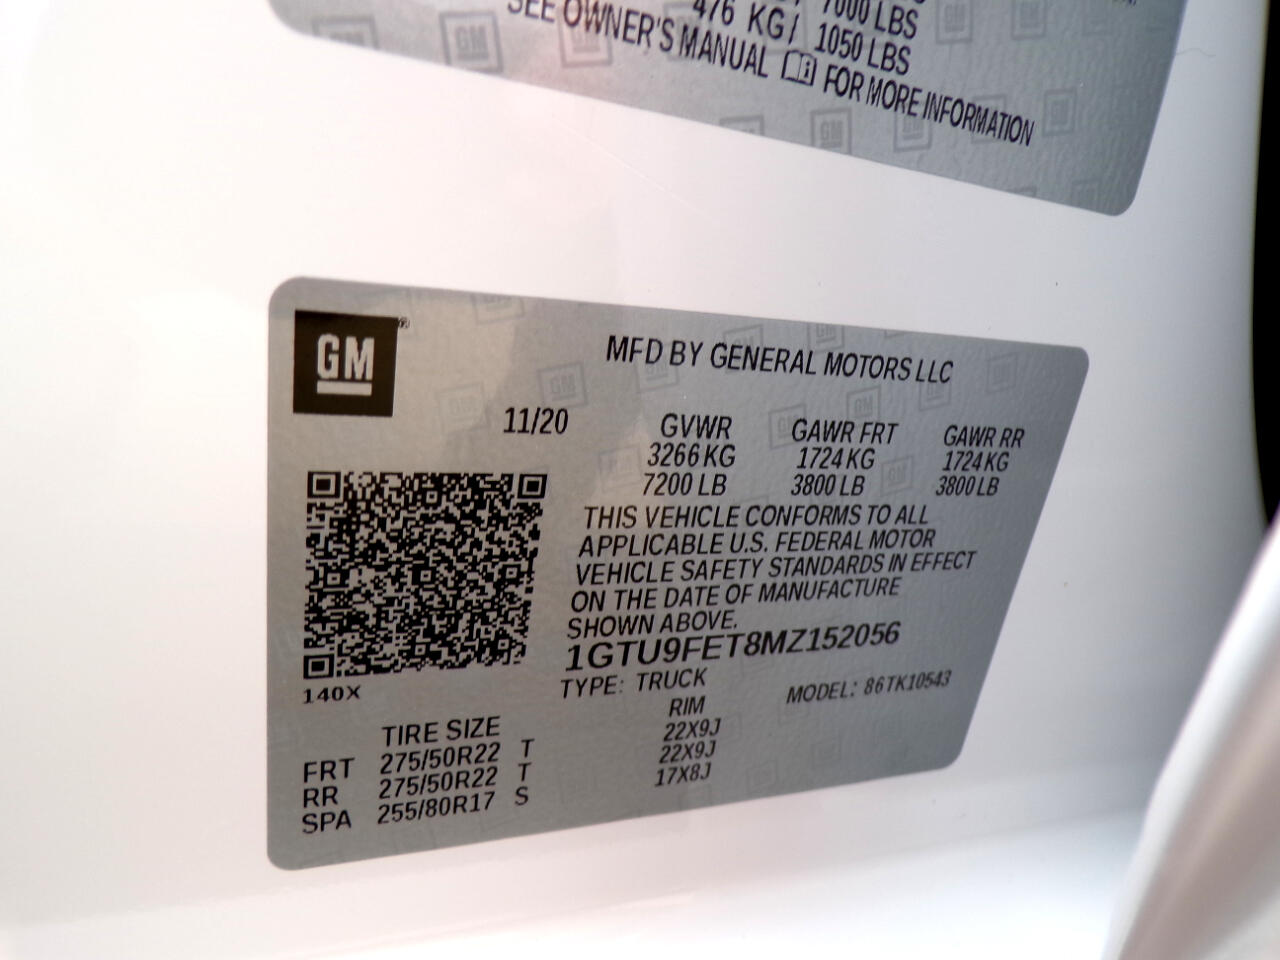 7000 LBS
476 KG / 1050 LBS
SEE OWNER'S MANUAL FOR MORE INFORMATION
GM
MFD BY GENERAL MOTORS LLC
11/20
GVWR GAWR FRT GAWR RR
3266 KG 1724 KG 1724 KG
7200 LB 3800 LB 3800 LB
THIS VEHICLE CONFORMS TO ALL
APPLICABLE U.S. FEDERAL MOTOR
VEHICLE SAFETY STANDARDS IN EFFECT
ON THE DATE OF MANUFACTURE
SHOWN ABOVE.
1GTU9FET8MZ152056
140X
TYPE: TRUCK MODEL: 86TK10543
TIRE SIZE RIM
FRT 275/50R22 T 22X9J
RR 275/50R22 T 22X9J
SPA 255/80R17 S 17X8J